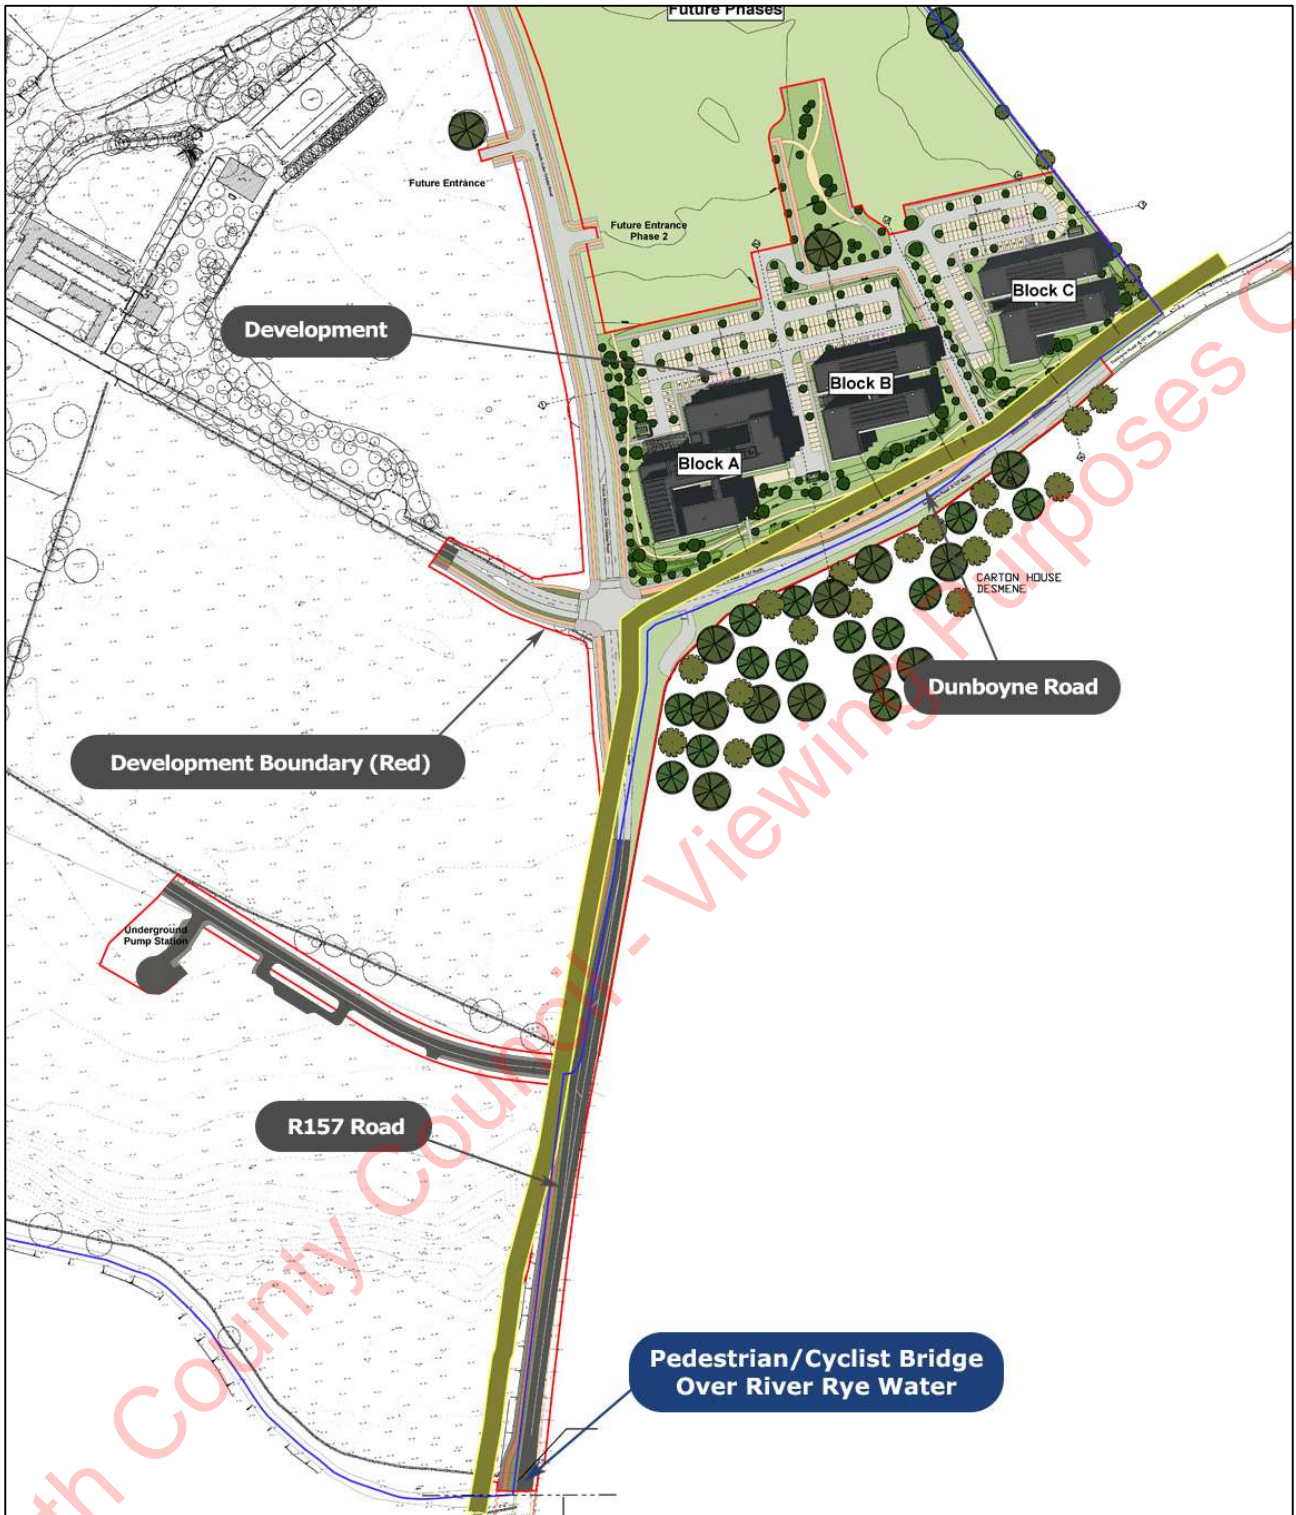 Future Phases
Future Entrance
Future Entrance
Phase 2
Development
Block C
Block B
Block A
CARTON HOUSE
DESMENE
Dunboyne Road
Development Boundary (Red)
Underground
Pump Station
R157 Road
Pedestrian/Cyclist Bridge
Over River Rye Water
th County Council - Viewing Purposes O